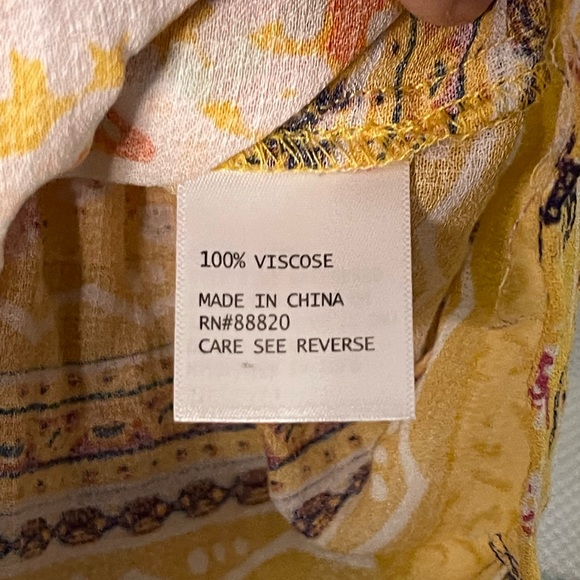 100% VISCOSE
MADE IN CHINA
RN#88820
CARE SEE REVERSE